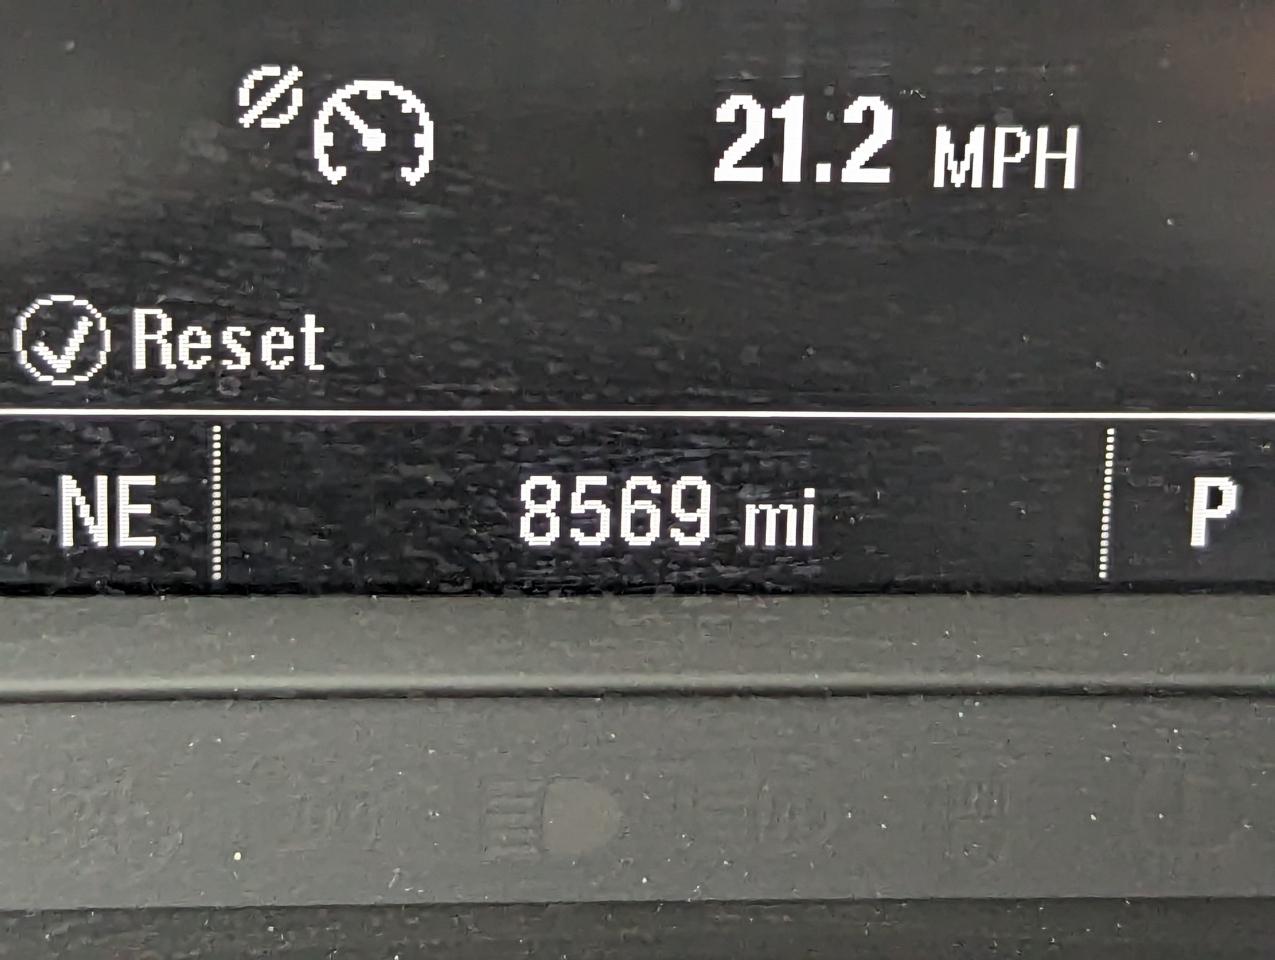 21.2 MPH
Reset
NE 8569 mi P